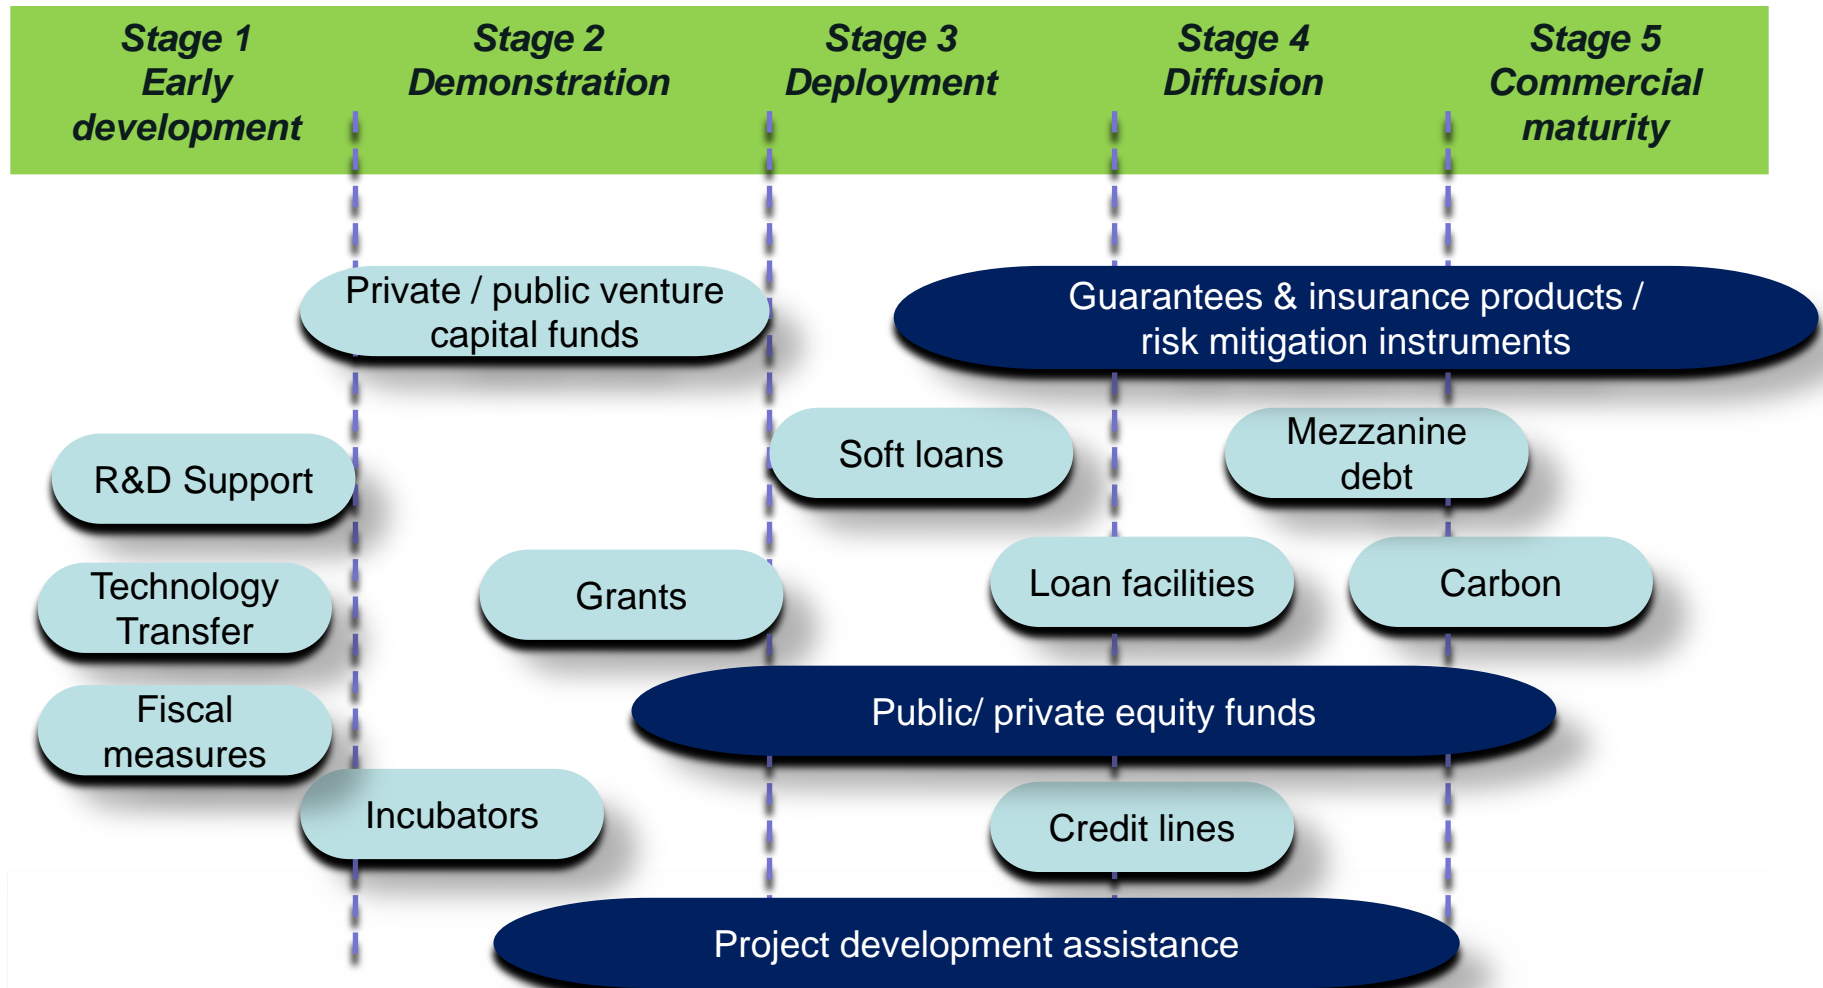 Stage 1
Early
development
Stage 2
Demonstration
Stage 3
Deployment
Stage 4
Diffusion
Stage 5
Commercial
maturity
Private / public venture
capital funds
Guarantees & insurance products /
risk mitigation instruments
R&D Support
Soft loans
Mezzanine
debt
Technology
Transfer
Grants
Loan facilities
Carbon
Fiscal
measures
Public/ private equity funds
Incubators
Credit lines
Project development assistance